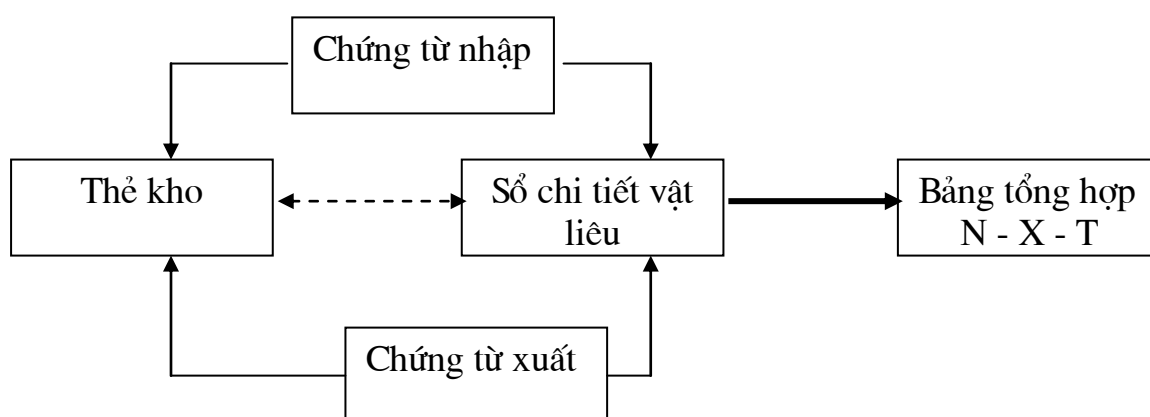 Chứng từ nhập
Thẻ kho
Sổ chi tiết vật
liêu
Bảng tổng hợp
N - X - T
Chứng từ xuất